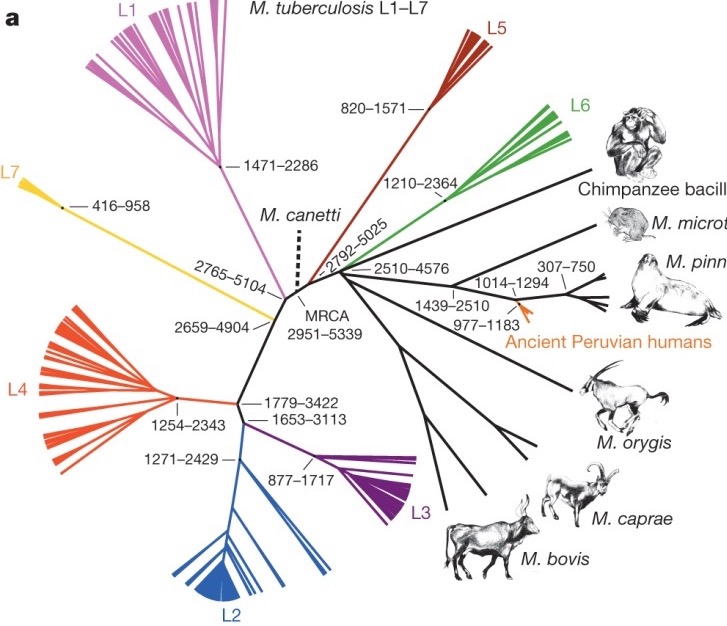 a
L1
M. tuberculosis L1–L7
L5
820–1571
L6
1471–2286
1210–2364
Chimpanzee bacill
L7
416–958
M. canetti
M. microt
2792–5025
2765–5104
2510–4576
M. pinn
307–750
1014–1294
1439–2510
977–1183
MRCA
2951–5339
2659–4904
Ancient Peruvian humans
L4
1779–3422
1254–2343
1653–3113
M. orygis
1271–2429
877–1717
L3
M. caprae
M. bovis
L2